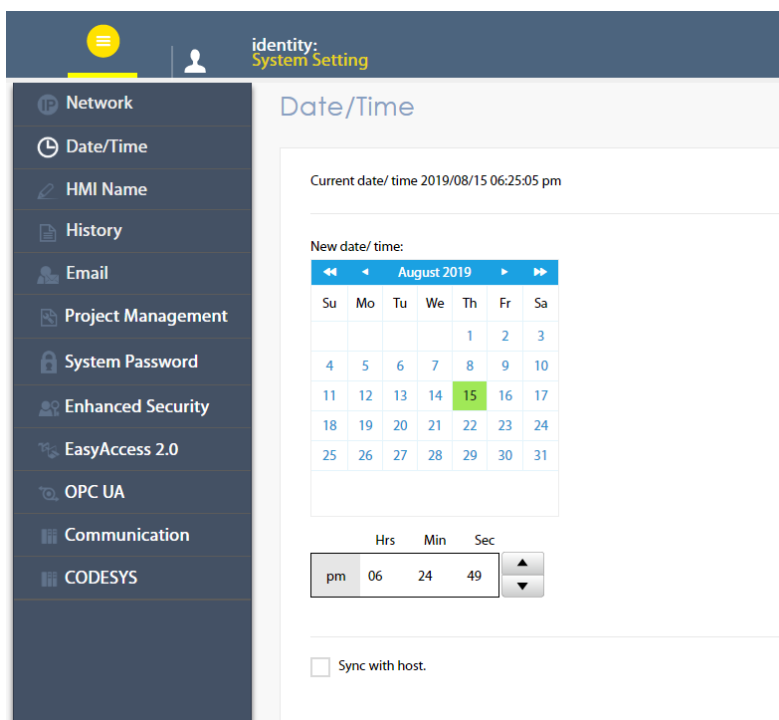 identity:
System Setting
Network
Date/Time
HMI Name
History
Email
Project Management
System Password
Enhanced Security
EasyAccess 2.0
OPC UA
Communication
CODESYS
Date/Time
Current date/ time 2019/08/15 06:25:05 pm
New date/ time:
August 2019
Su Mo Tu We Th Fr Sa
1 2 3
4 5 6 7 8 9 10
11 12 13 14 15 16 17
18 19 20 21 22 23 24
25 26 27 28 29 30 31
Hrs Min Sec
pm 06 24 49
Sync with host.